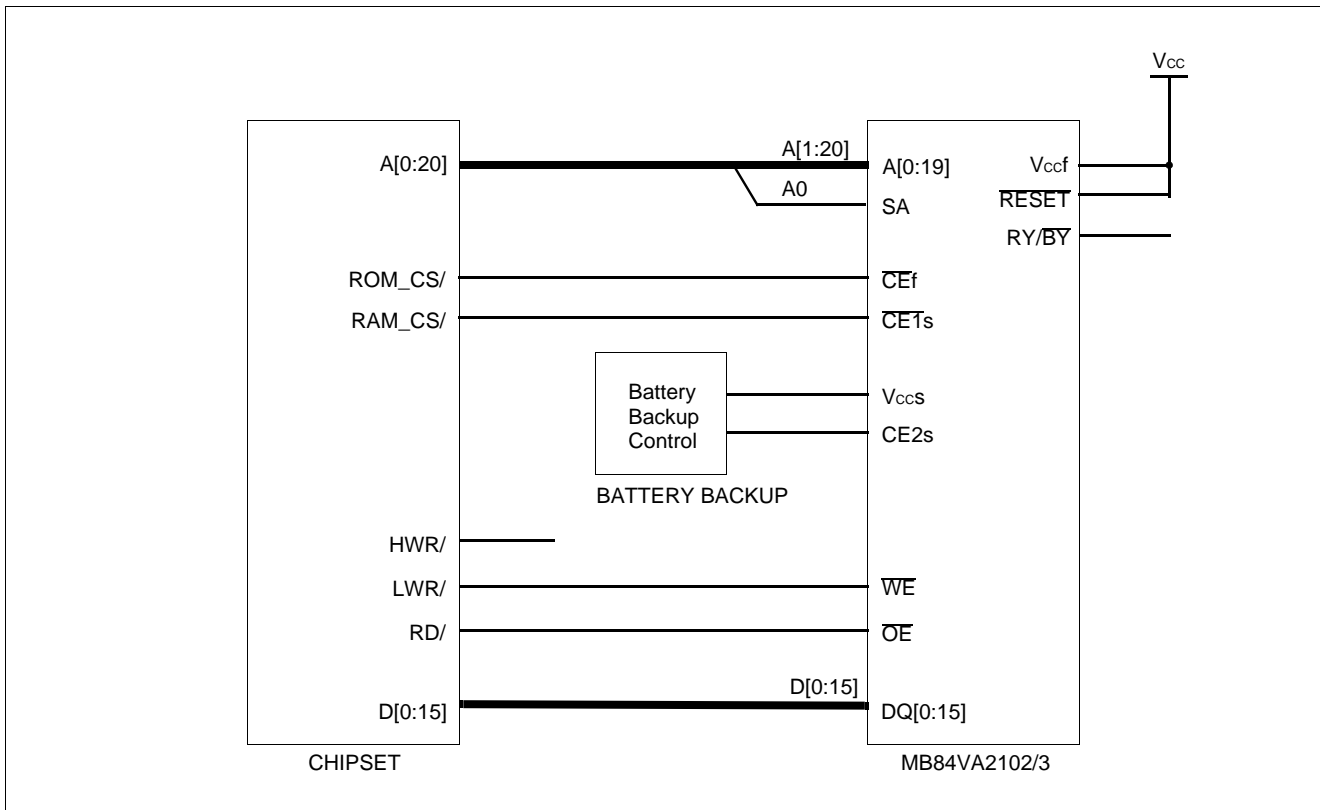 Vcc
A[0:20]
A[1:20]
A[0:19]
Vccf
A0
SA
RESET
RY/BY
ROM_CS/
CEf
RAM_CS/
CE1s
Battery
Backup
Control
Vccs
CE2s
BATTERY BACKUP
HWR/
LWR/
WE
RD/
OE
D[0:15]
D[0:15]
DQ[0:15]
CHIPSET
MB84VA2102/3